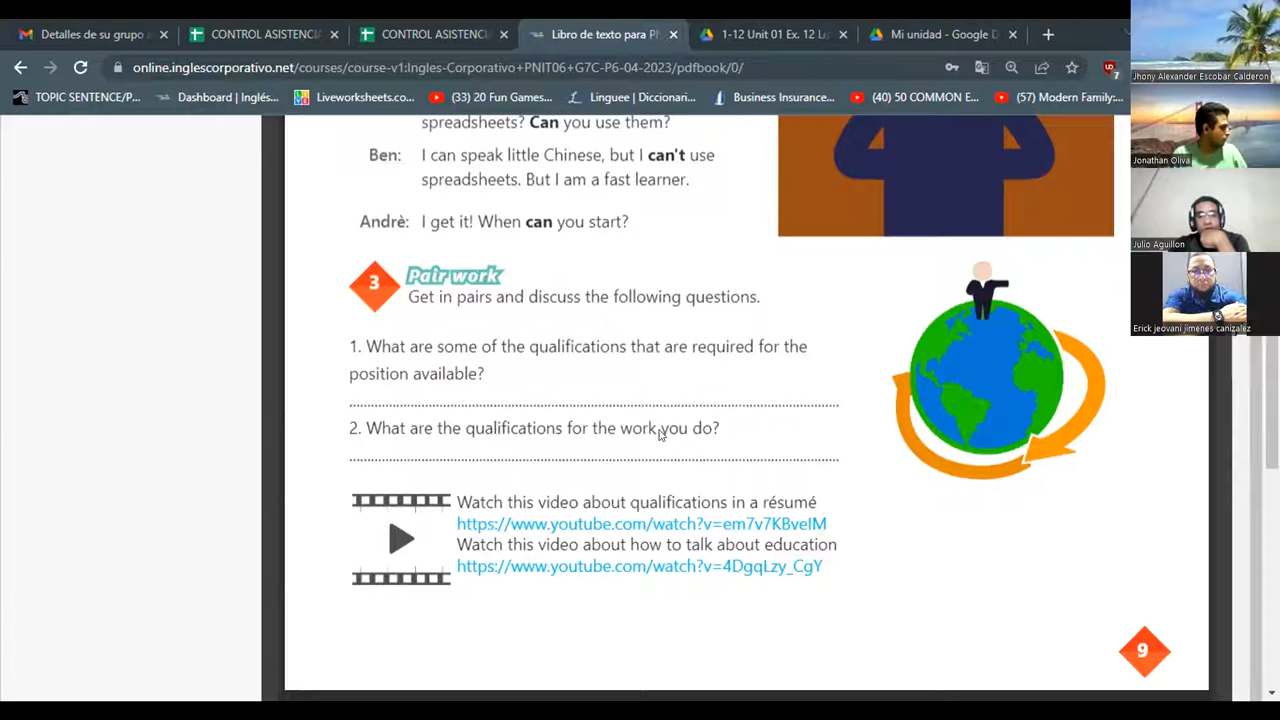 Detalles de su grupo a
CONTROL ASISTENCIA
CONTROL ASISTENC
Libro de texto para PN
1-12 Unit 01 Ex. 12 Lis
Mi unidad - Google D
online.inglescorporativo.net/courses/course-v1:Ingles-Corporativo+PNIT06+G7C-P6-04-2023/pdfbook/0/
7
TOPIC SENTENCE/P...
Dashboard | Inglés...
Liveworksheets.co...
(33) 20 Fun Games...
Linguee | Diccionari...
Business Insurance...
(40) 50 COMMON E...
(57) Modern Family:...
Jhony Alexander Escobar Calderon
Jonathan Oliva
Julio Aguillon
Erick jeovani jimenes canizalez
spreadsheets? Can you use them?
Ben: I can speak little Chinese, but I can't use
spreadsheets. But I am a fast learner.
Andrè: I get it! When can you start?
3
Pair work
Get in pairs and discuss the following questions.
1. What are some of the qualifications that are required for the
position available?
2. What are the qualifications for the work you do?
Watch this video about qualifications in a résumé
https://www.youtube.com/watch?v=em7v7KBveIM
Watch this video about how to talk about education
https://www.youtube.com/watch?v=4DgqLzy_CgY
9